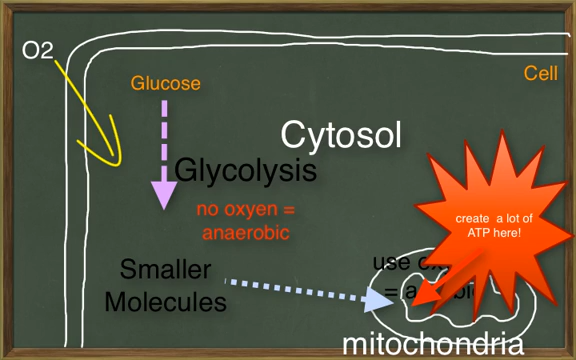 O2
Cell
Glucose
Cytosol
Glycolysis
no oxyen =
anaerobic
create a lot of
ATP here!
use
=
Smaller
Molecules
mitochondria